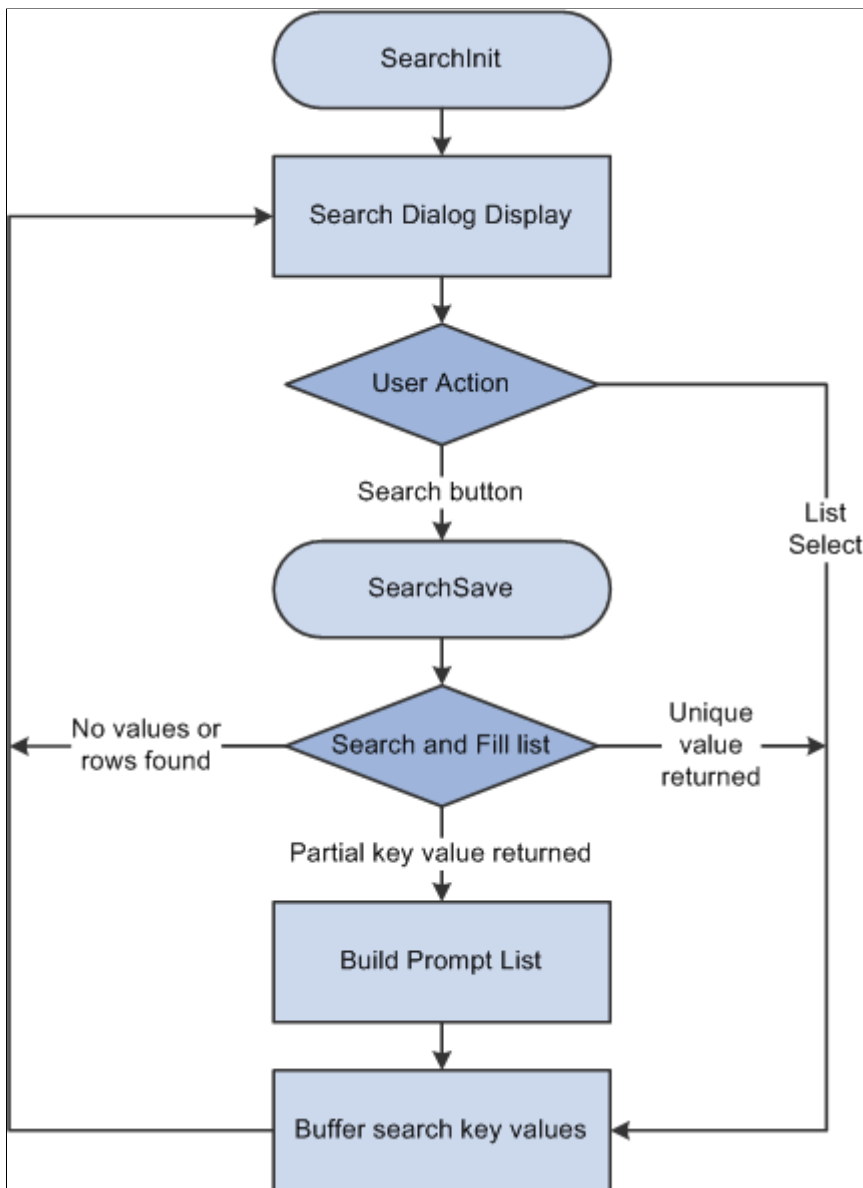 SearchInit
Search Dialog Display
User Action
Search button
List
Select
SearchSave
No values or
rows found
Search and Fill list
Unique
value
returned
Partial key value returned
Build Prompt List
Buffer search key values